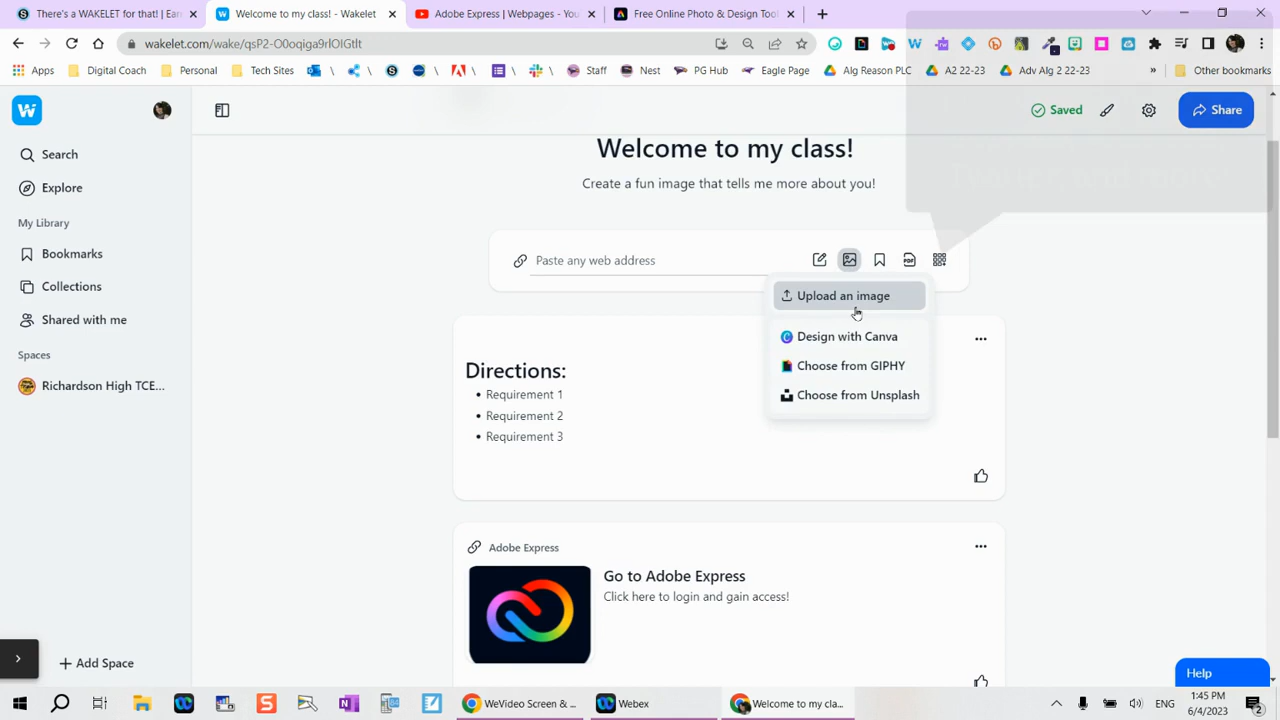 There's a WAKELET for that! | Earn
Welcome to my class! - Wakelet
Adobe Express | Webpages - You
Free Online Photo & Design Tool
wakelet.com/wake/
Apps
Digital Coach
Personal
Tech Sites
\
\
\
\
\
\
Staff
Nest
PG Hub
Eagle Page
Alg Reason PLC
A2 22-23
Adv Alg 2 22-23
»
Other bookmarks
W
Saved
Share
Search
Explore
My Library
Bookmarks
Collections
Shared with me
Spaces
Richardson High TCE...
Add Space
Welcome to my class!
Create a fun image that tells me more about you!
Twitter, and more!
Paste any web address
PDF
Upload an image
Design with Canva
Choose from GIPHY
Choose from Unsplash
Directions:
• Requirement 1
• Requirement 2
• Requirement 3
Adobe Express
Go to Adobe Express
Click here to login and gain access!
Help
WeVideo Screen & ...
Webex
Welcome to my cla...
ENG
1:45 PM
6/4/2023
2